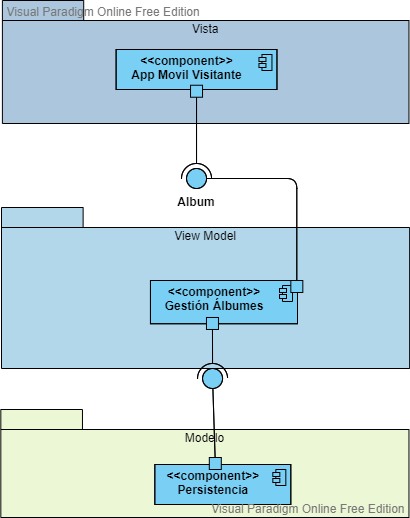 Visual Paradigm Online Free Edition
Vista
<<component>>
App Movil Visitante
Album
View Model
<<component>>
Gestión Álbumes
Modelo
<<component>>
Persistencia
Visual Paradigm Online Free Edition